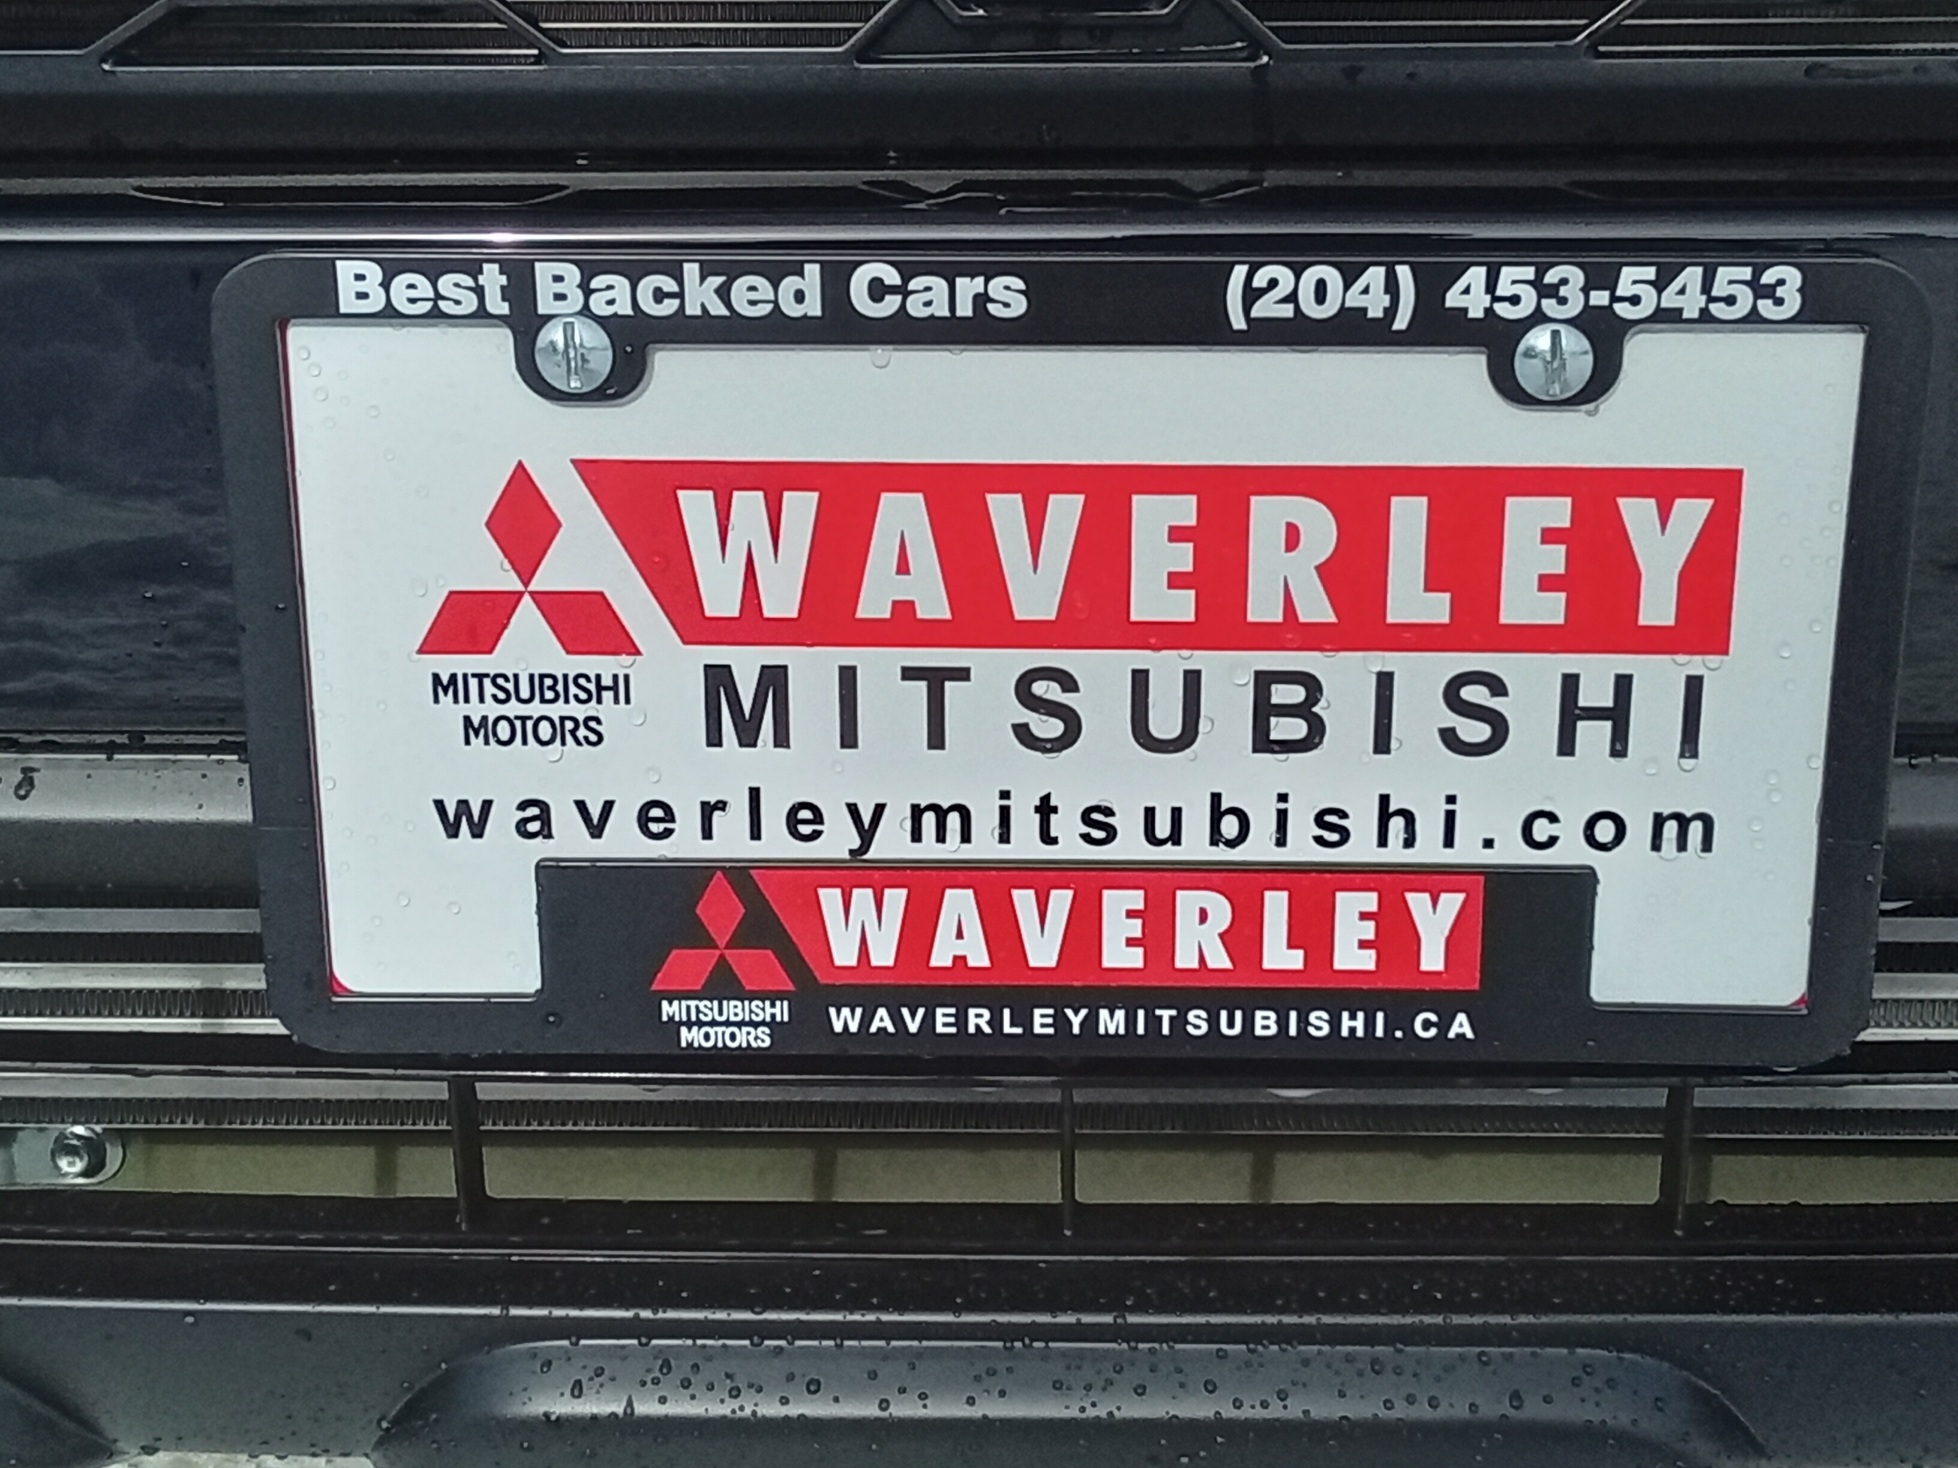 Best Backed Cars (204) 453-5453
WAVERLEY
MITSUBISHI
MOTORS
MITSUBISHI
waverleymitsubishi.com
WAVERLEY
MITSUBISHI
MOTORS
WAVERLEYMITSUBISHI.CA